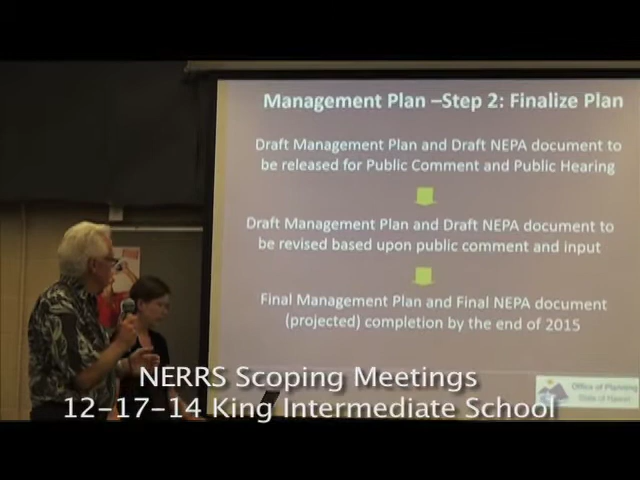 Management Plan –Step 2: Finalize Plan
Draft Management Plan and Draft NEPA document to
be released for Public Comment and Public Hearing
Draft Management Plan and Draft NEPA document to
be revised based upon public comment and input
Final Management Plan and Final NEPA document
(projected) completion by the end of 2015
Office of Planning
State of Hawaii
NERRS Scoping Meetings
12-17-14 King Intermediate School